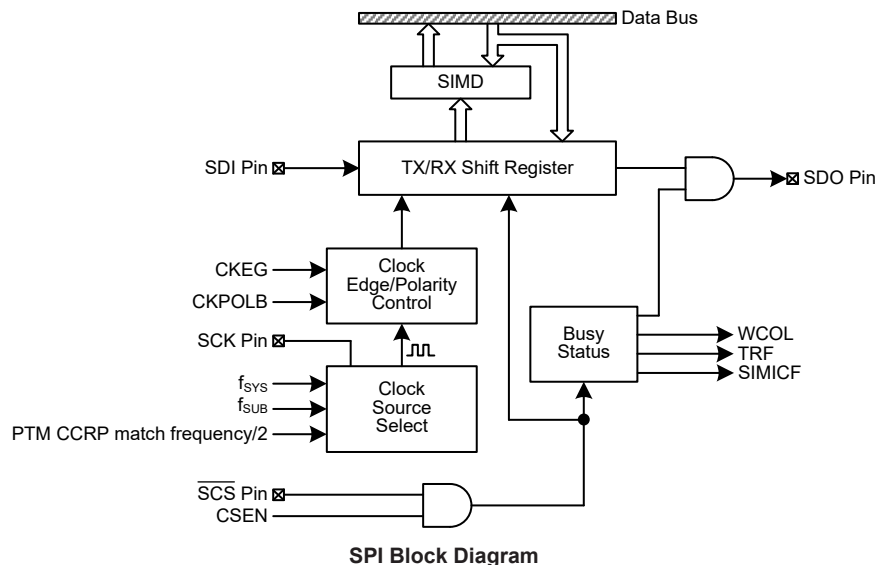 Data Bus
SIMD
SDI Pin
TX/RX Shift Register
SDO Pin
CKEG
CKPOLB
Clock
Edge/Polarity
Control
SCK Pin
Busy
Status
WCOL
TRF
SIMICF
fSYS
fSUB
PTM CCRP match frequency/2
Clock
Source
Select
SCS Pin
CSEN
SPI Block Diagram